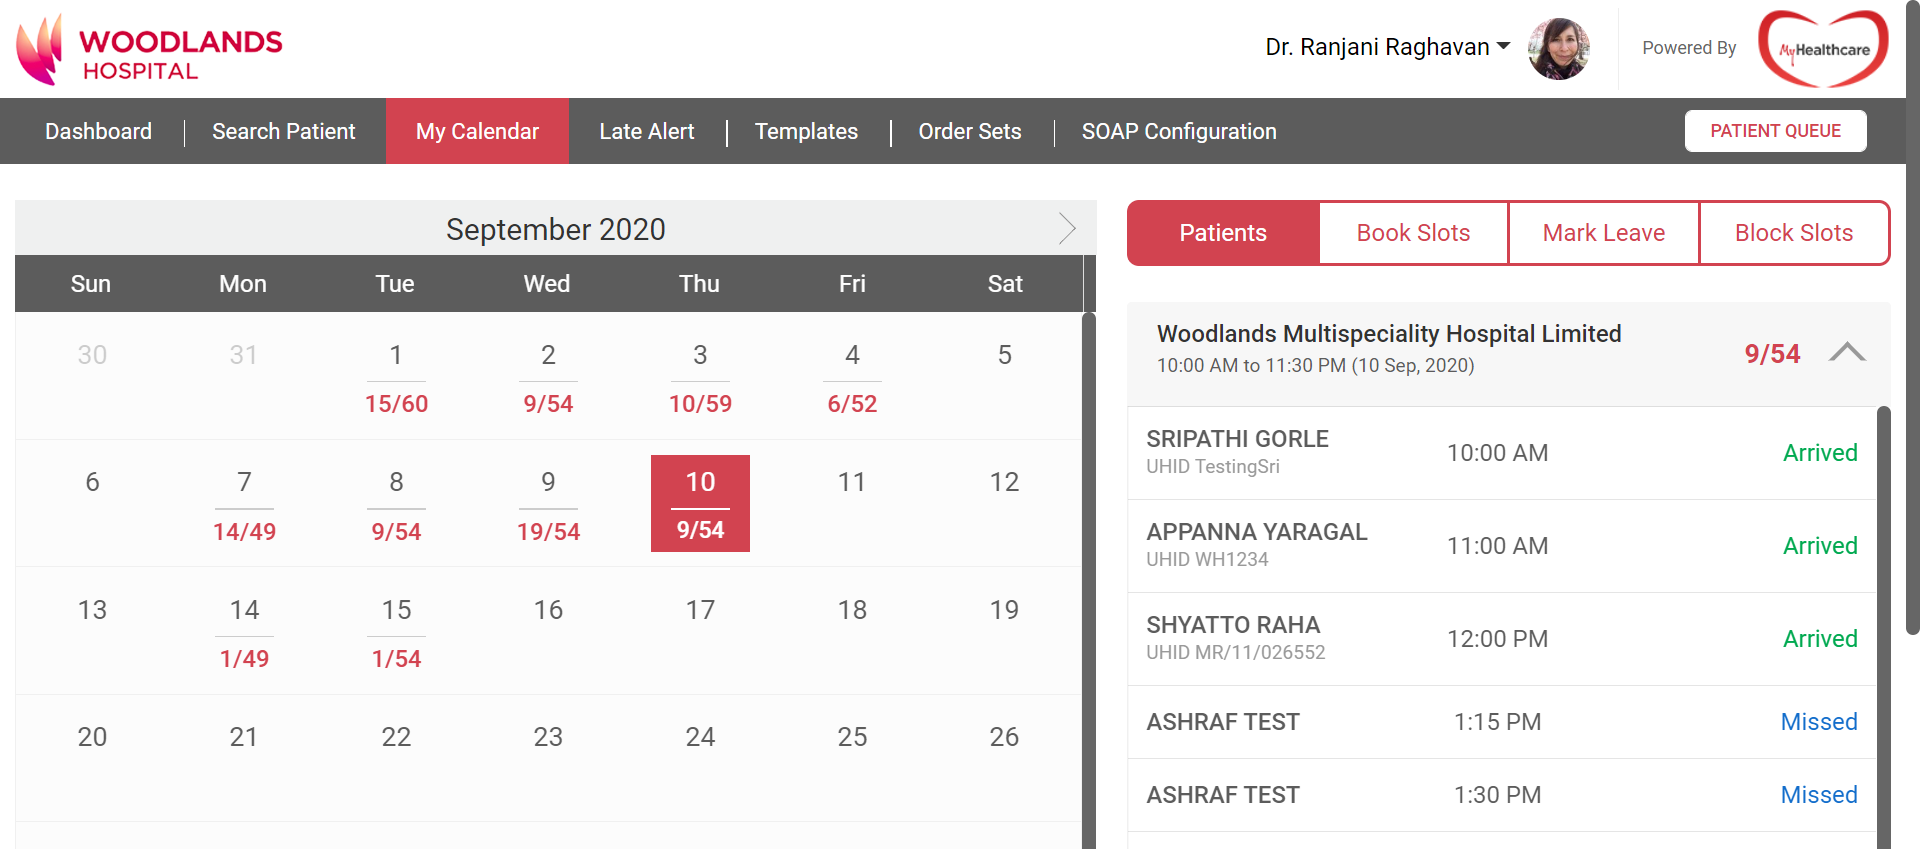 WOODLANDS
HOSPITAL
Dr. Ranjani Raghavan
Powered By
MyHealthcare
Dashboard
Search Patient
My Calendar
Late Alert
Templates
Order Sets
SOAP Configuration
PATIENT QUEUE
September 2020
Sun Mon Tue Wed Thu Fri Sat
30 31 1 2 3 4 5
15/60 9/54 10/59 6/52
6 7 8 9 10 11 12
14/49 9/54 19/54 9/54
13 14 15 16 17 18 19
1/49 1/54
20 21 22 23 24 25 26
Patients
Book Slots
Mark Leave
Block Slots
Woodlands Multispeciality Hospital Limited
10:00 AM to 11:30 PM (10 Sep, 2020)
9/54
SRIPATHI GORLE
UHID TestingSri
10:00 AM
Arrived
APPANNA YARAGAL
UHID WH1234
11:00 AM
Arrived
SHYATTO RAHA
UHID MR/11/026552
12:00 PM
Arrived
ASHRAF TEST 1:15 PM Missed
ASHRAF TEST 1:30 PM Missed